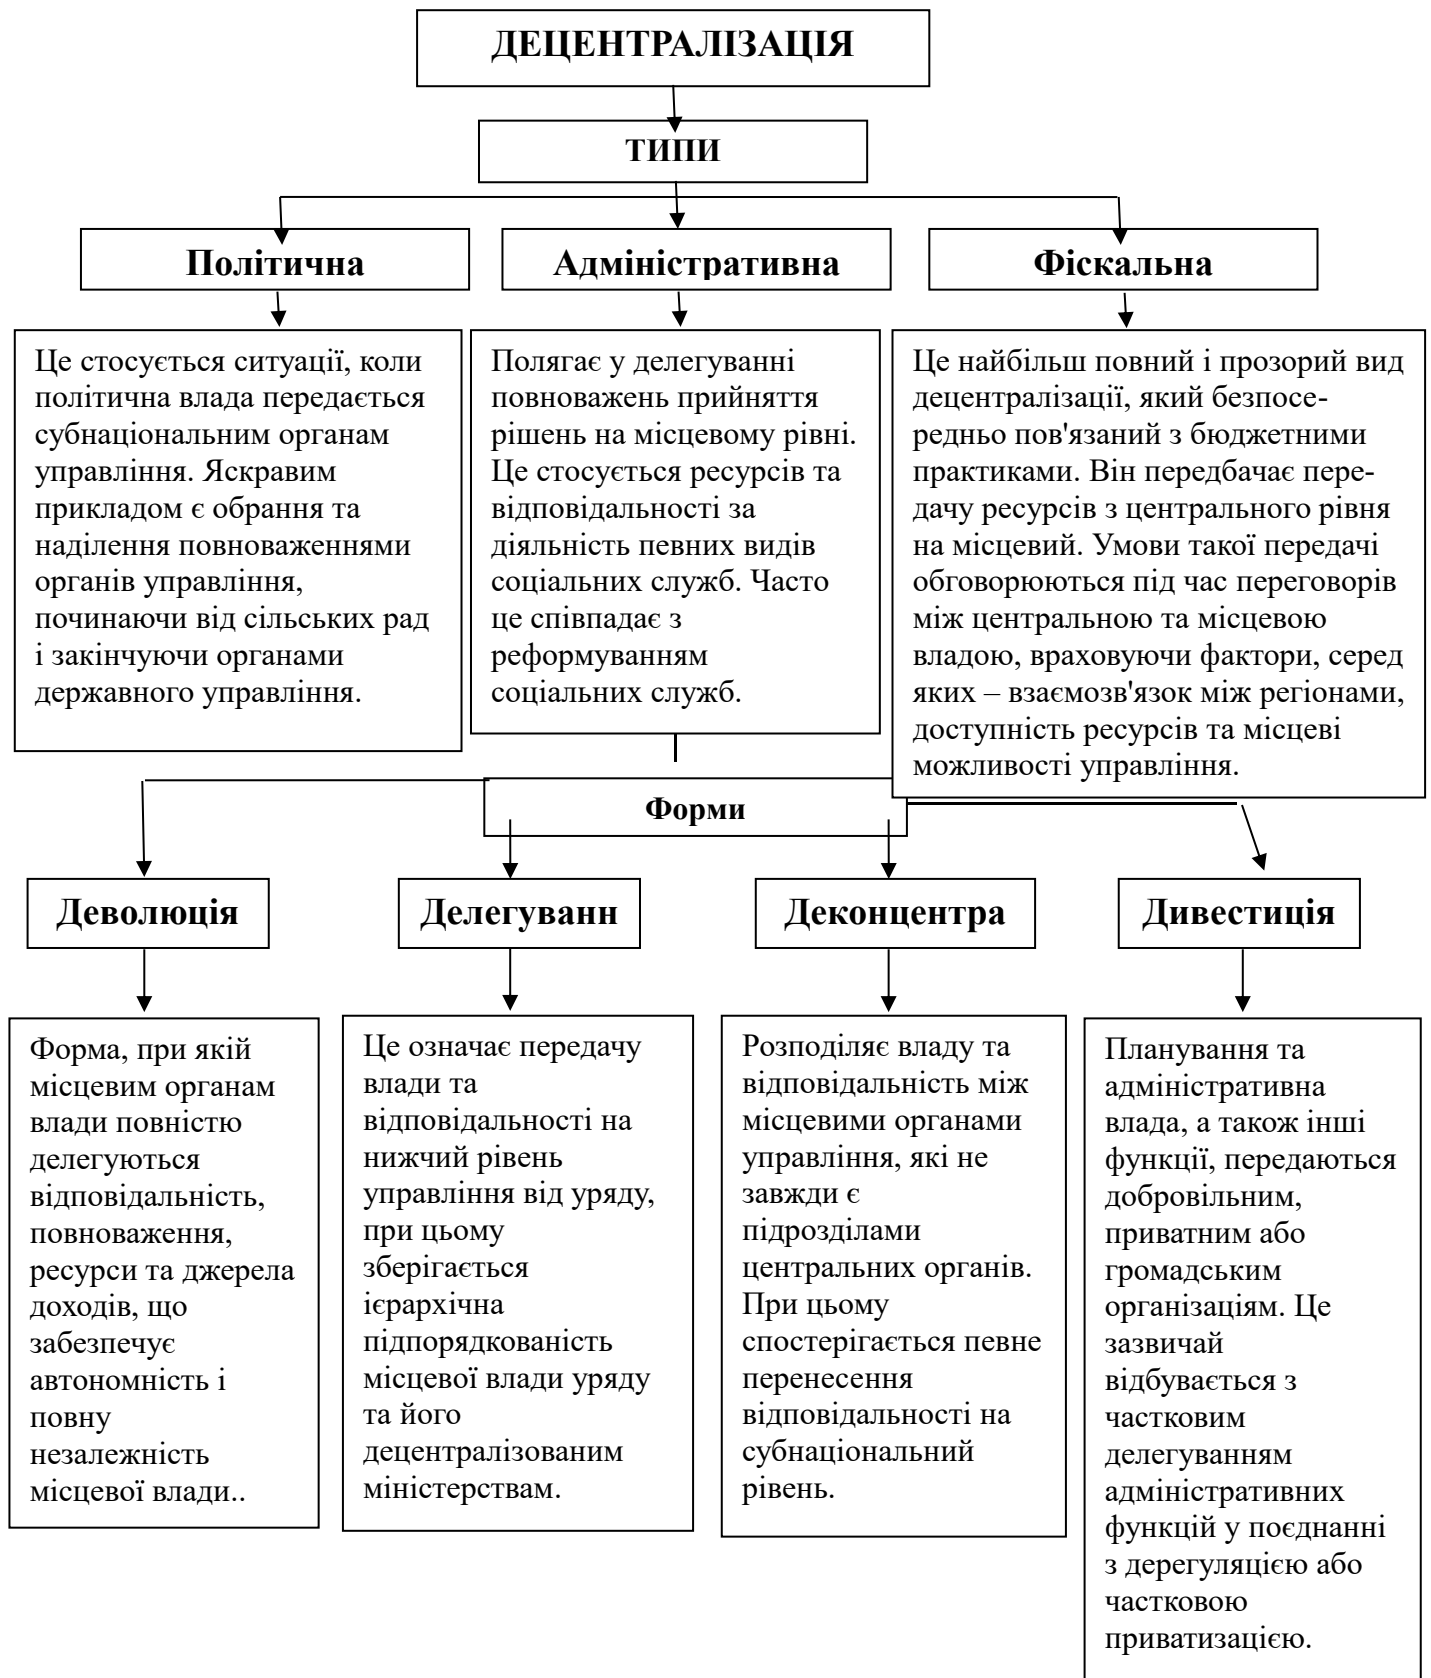 ДЕЦЕНТРАЛІЗАЦІЯ
ТИПИ
Політична
Адміністративна
Фіскальна
Це стосується ситуації, коли
політична влада передається
субнаціональним органам
управління. Яскравим
прикладом є обрання та
наділення повноваженнями
органів управління,
починаючи від сільських рад
і закінчуючи органами
державного управління.
Полягає у делегуванні
повноважень прийняття
рішень на місцевому рівні.
Це стосується ресурсів та
відповідальності за
діяльність певних видів
соціальних служб. Часто
це співпадає з
реформуванням
соціальних служб.
Це найбільш повний і прозорий вид
децентралізації, який безпосе-
редньо пов'язаний з бюджетними
практиками. Він передбачає пере-
дачу ресурсів з центрального рівня
на місцевий. Умови такої передачі
обговорюються під час переговорів
між центральною та місцевою
владою, враховуючи фактори, серед
яких – взаємозв'язок між регіонами,
доступність ресурсів та місцеві
можливості управління.
Форми
Деволюція
Делегуванн
Деконцентра
Дивестиція
Форма, при якій
місцевим органам
влади повністю
делегуються
відповідальність,
повноваження,
ресурси та джерела
доходів, що
забезпечує
автономність і
повну
незалежність
місцевої влади..
Це означає передачу
влади та
відповідальності на
нижчий рівень
управління від уряду,
при цьому
зберігається
ієрархічна
підпорядкованість
місцевої влади уряду
та його
децентралізованим
міністерствам.
Розподіляє владу та
відповідальність між
місцевими органами
управління, які не
завжди є
підрозділами
центральних органів.
При цьому
спостерігається певне
перенесення
відповідальності на
субнаціональний
рівень.
Планування та
адміністративна
влада, а також інші
функції, передаються
добровільним,
приватним або
громадським
організаціям. Це
зазвичай
відбувається з
частковим
делегуванням
адміністративних
функцій у поєднанні
з дерегуляцією або
частковою
приватизацією.